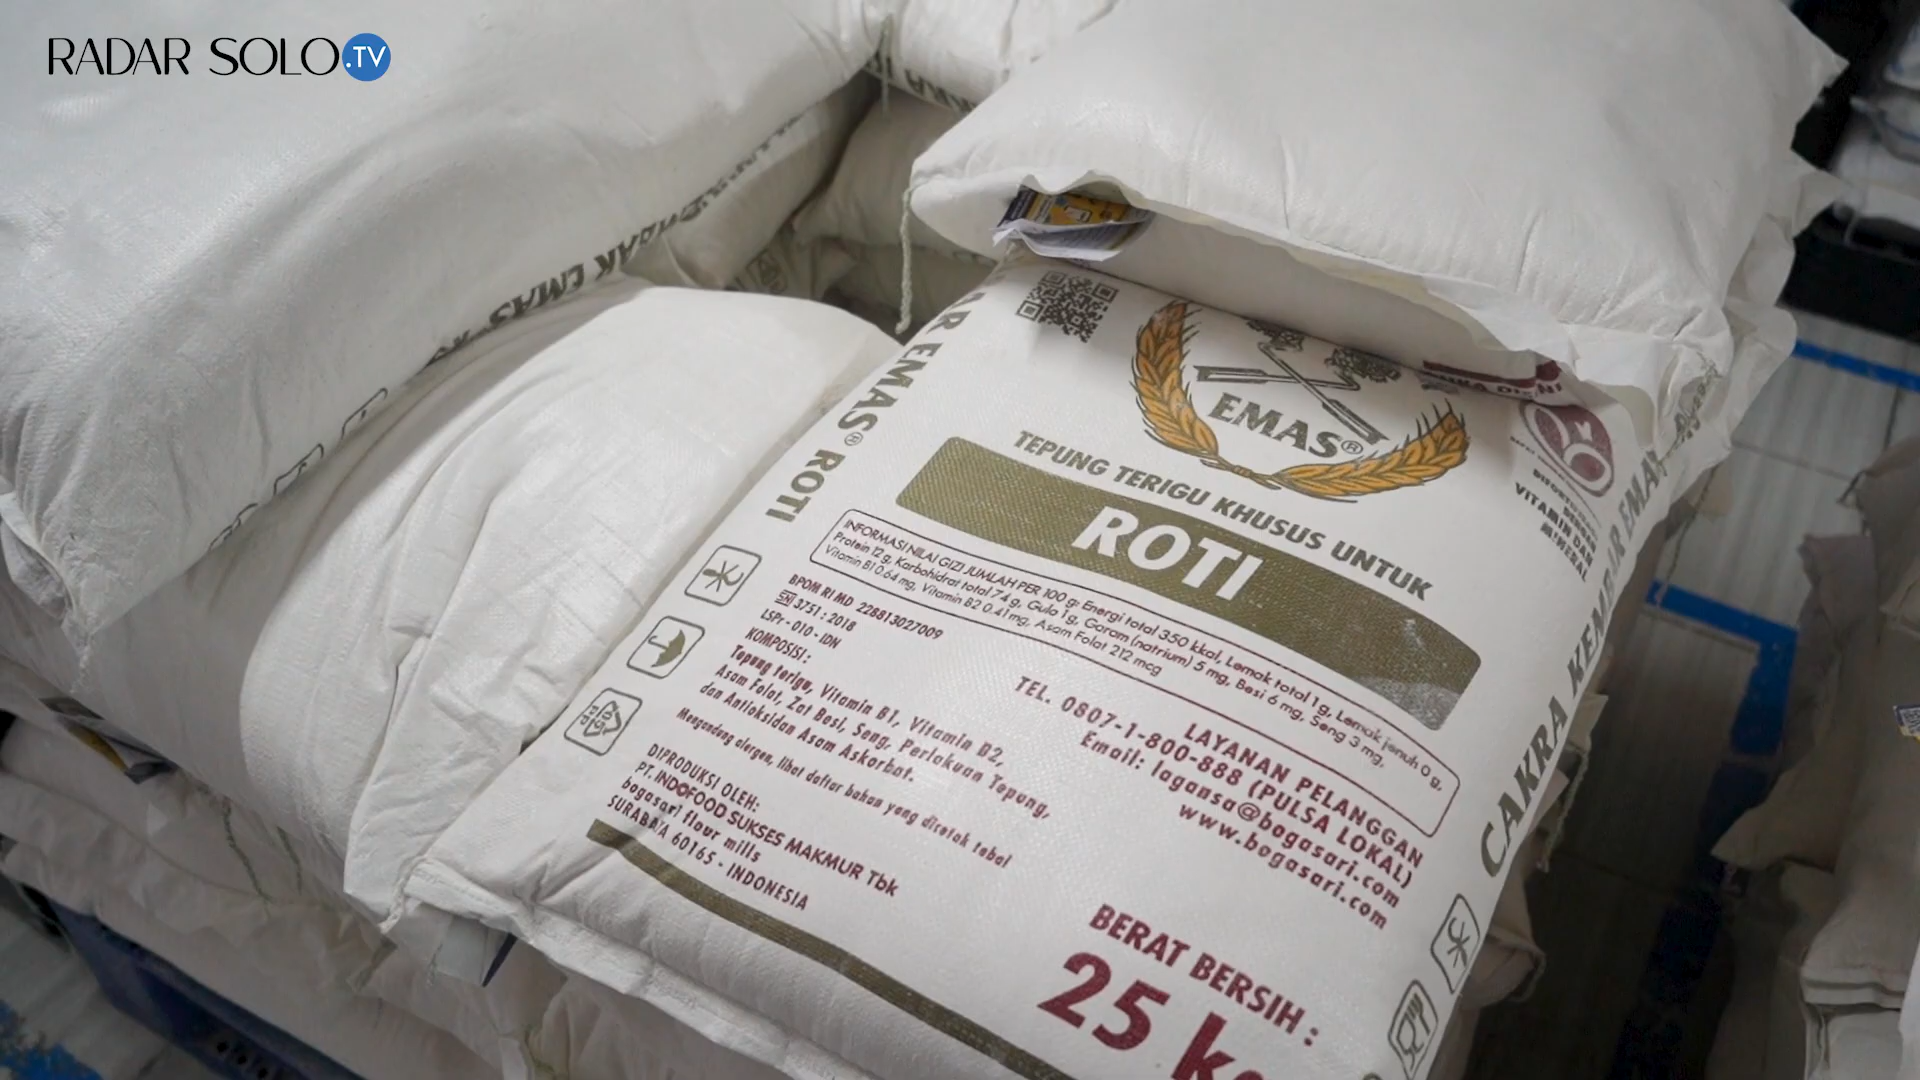 RADAR SOLO.TV
EMAS®
TEPUNG TERIGU KHUSUS UNTUK
ROTI
VITAMIN DAN
MINERAL
INFORMASI NILAI GIZI JUMLAH PER 100 g: Energi total 350 kkal, Lemak total 1 g, Lemak jenuh 0 g,
Protein 12 g, Karbohidrat total 74 g, Gula 1 g, Garam (natrium) 5 mg, Besi 6 mg, Seng 3 mg,
Vitamin B1 0.64 mg, Vitamin B2 0.41 mg, Asam Folat 212 mcg
BPOM RI MD 228813027009
SNI 3751 : 2018
LSPr - 010 - IDN
KOMPOSISI :
Tepung terigu, Vitamin B1, Vitamin B2,
Asam Folat, Zat Besi, Seng, Perlakuan Tepung,
dan Antioksidan Asam Askorbat.
Mengandung alergen, lihat daftar bahan yang dicetak tebal
DIPRODUKSI OLEH:
PT. INDOFOOD SUKSES MAKMUR Tbk
bogasari flour mills
SURABAYA 60165 - INDONESIA
LAYANAN PELANGGAN
TEL. 0807-1-800-888 (PULSA LOKAL)
Email: lagansa@bogasari.com
www.bogasari.com
BERAT BERSIH :
25 kg
EMAS® ROTI
CAKRA KEMBAR EMAS